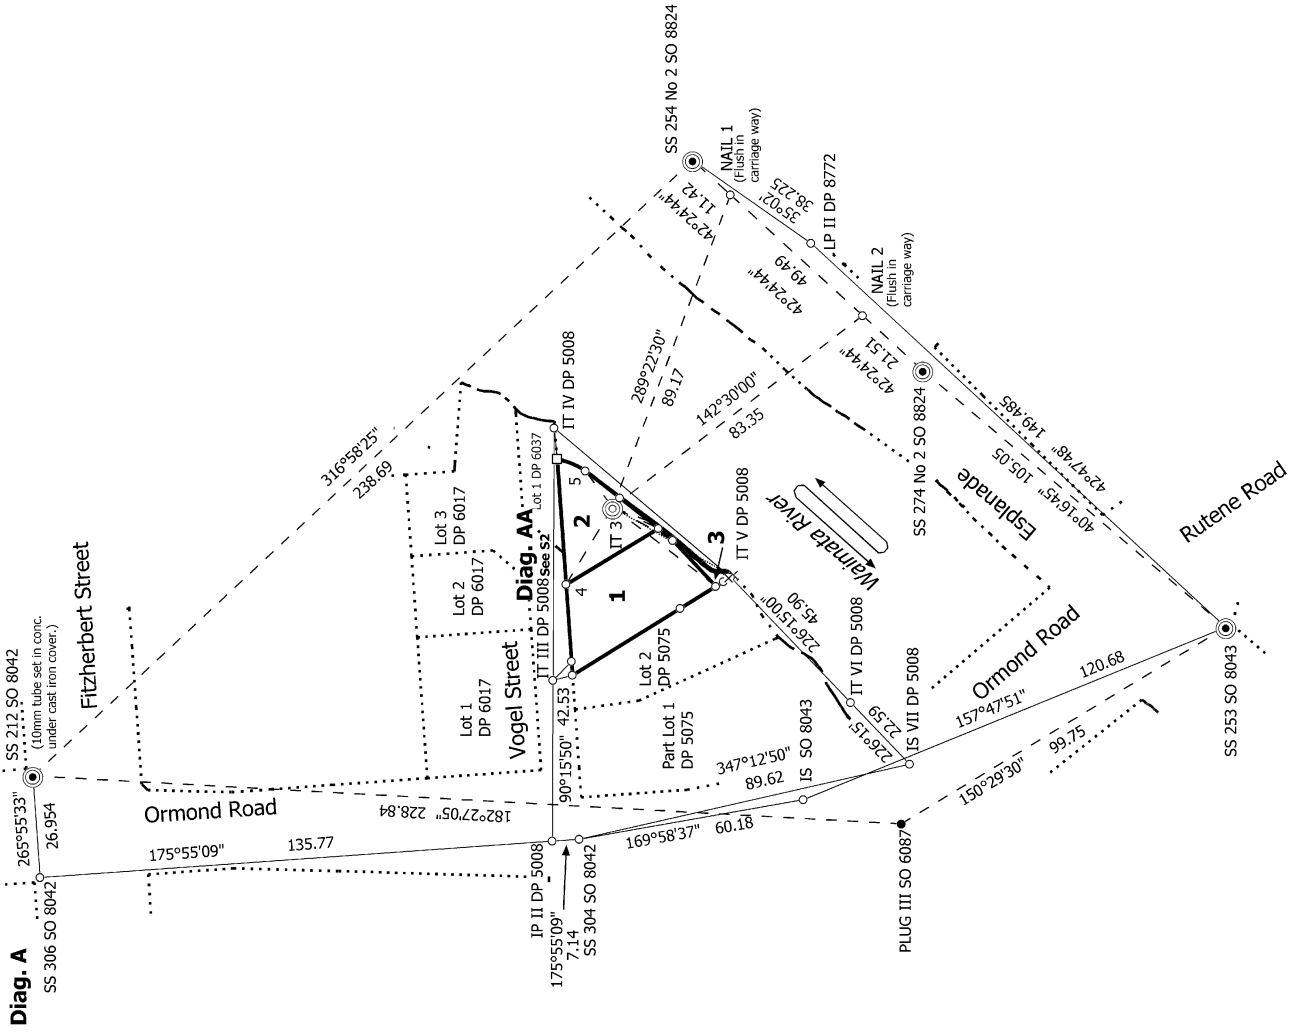 Diag. A
SS 212 SO 8042
(10mm tube set in conc.
under cast iron cover.)
265°55'33"
26.954
SS 306 SO 8042
Fitzherbert Street
Ormond Road
175°55'09"
135.77
182°27'05" 228.84
316°58'25"
238.69
SS 254 No 2 SO 8824
42°24'44"
11.42
NAIL 1
(Flush in
carriage way)
35°02'
38.225
LP II DP 8772
42°24'44"
49.49
NAIL 2
(Flush in
carriage way)
42°24'44"
21.51
SS 274 No 2 SO 8824
289°22'30"
89.17
142°30'00"
83.35
42°47'48" 149.485
40°16'45" 105.05
Esplanade
Rutene Road
Waimata River
Lot 3
DP 6017
Lot 2
DP 6017
Lot 1
DP 6017
Vogel Street
Lot 1 DP 6037
Diag. AA
See S2
IT IV DP 5008
IT III DP 5008
IT 3
IT V DP 5008
1
2
3
4
5
Lot 2
DP 5075
Part Lot 1
DP 5075
90°15'50" 42.53
226°15'00"
45.90
IT VI DP 5008
226°15'
22.59
IS VII DP 5008
IS SO 8043
347°12'50"
89.62
169°58'37" 60.18
IP II DP 5008
175°55'09"
7.14
SS 304 SO 8042
PLUG III SO 6087
150°29'30"
99.75
157°47'51"
120.68
Ormond Road
SS 253 SO 8043